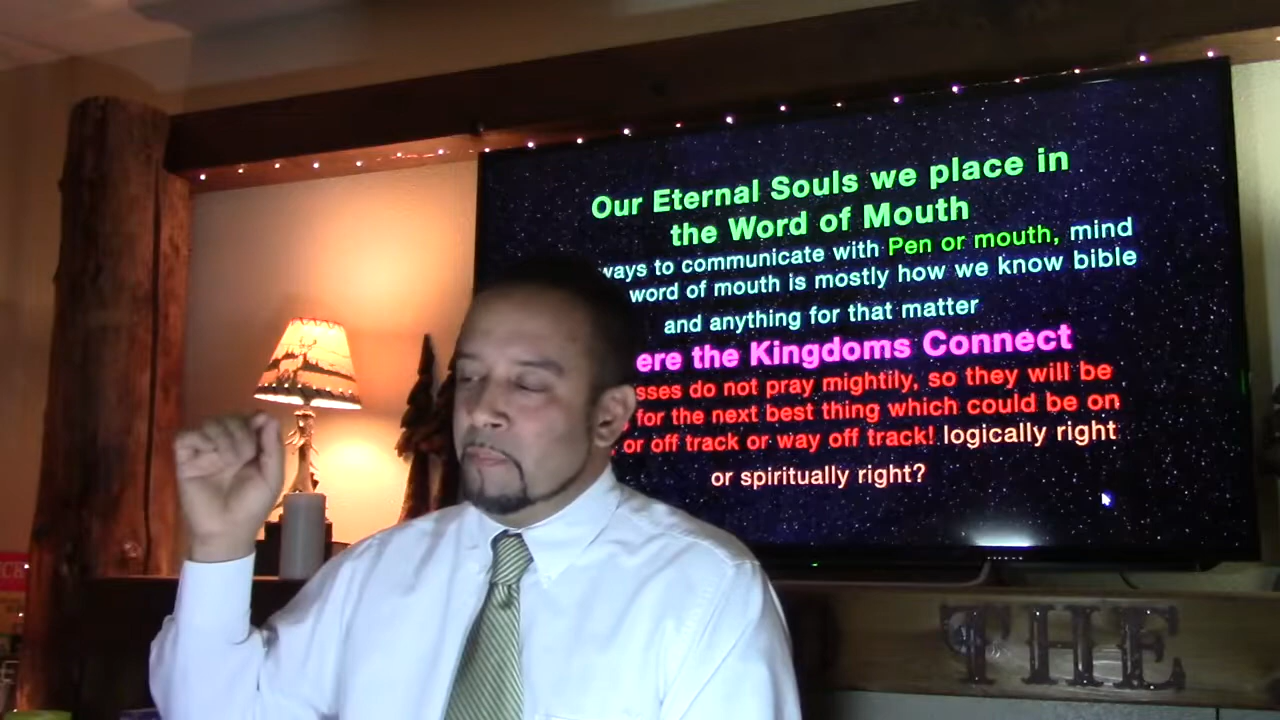 Our Eternal Souls we place in
the Word of Mouth
ways to communicate with Pen or mouth, mind
word of mouth is mostly how we know bible
and anything for that matter
ere the Kingdoms Connect
sses do not pray mightily, so they will be
for the next best thing which could be on
or off track or way off track! logically right
or spiritually right?
THE